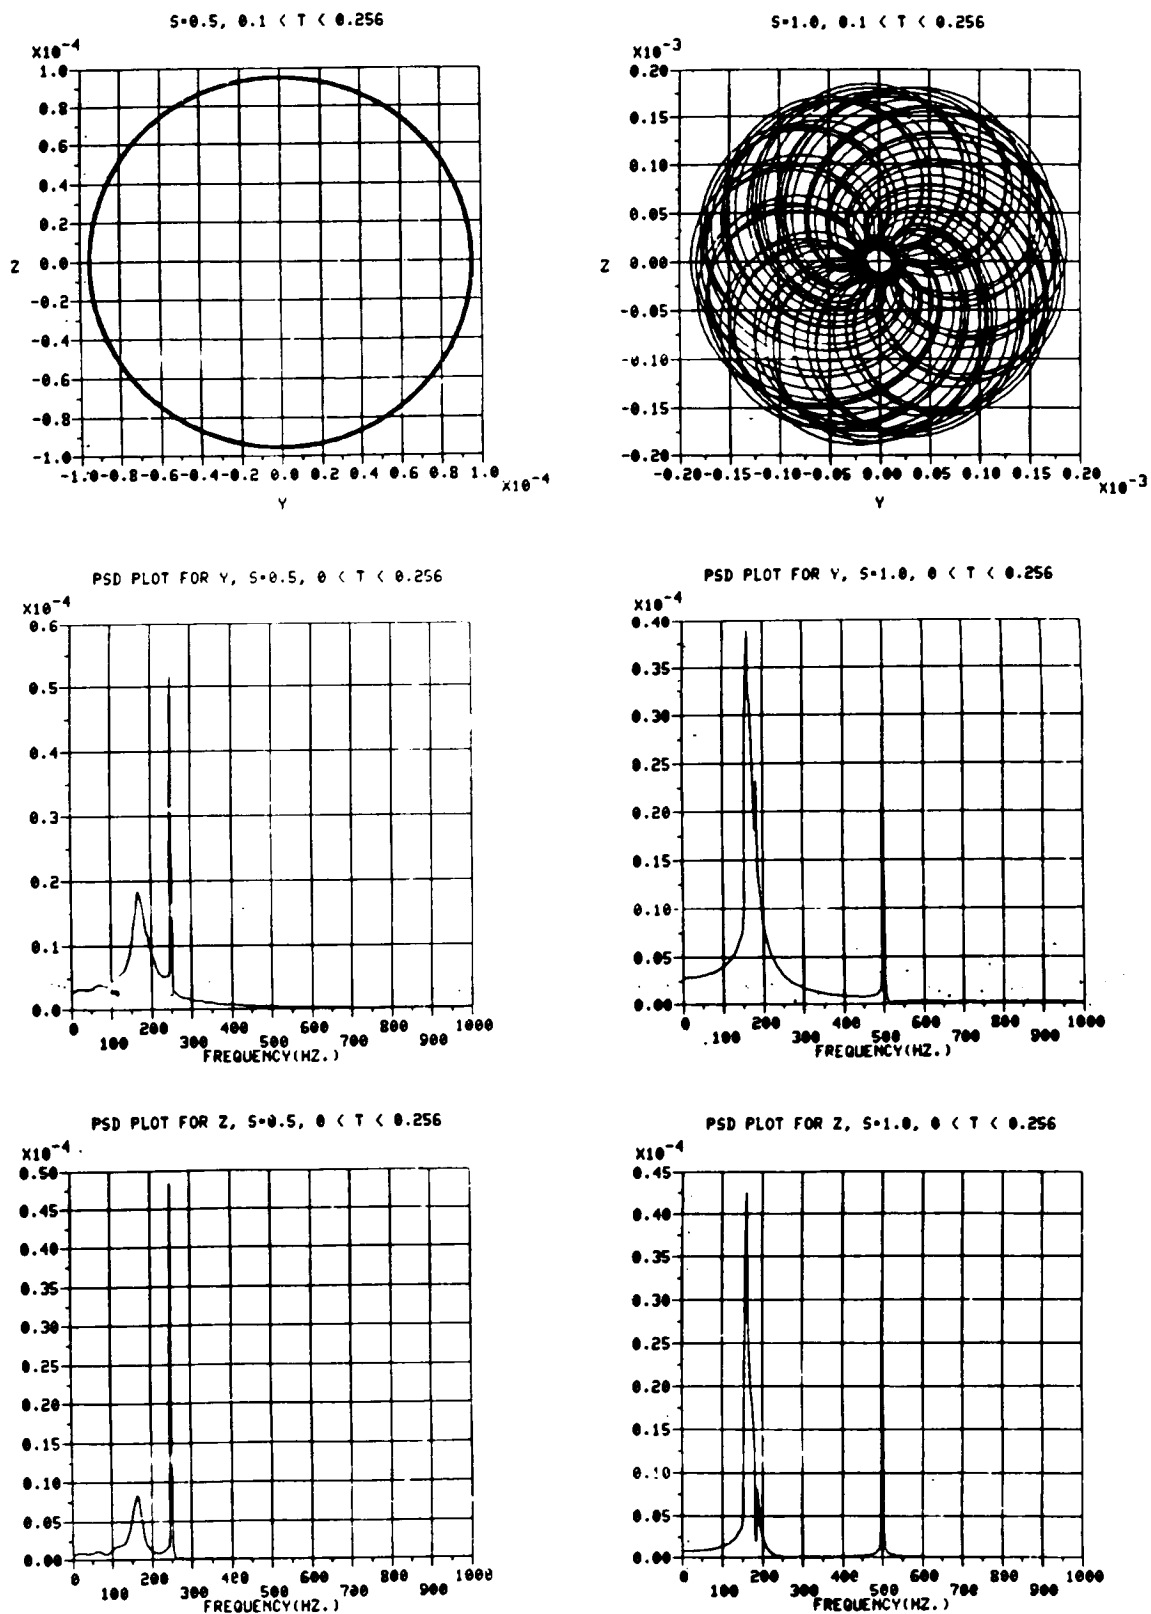 S=0.5, 0.1 < T < 0.256
X10-4
1.0
0.8
0.6
0.4
0.2
Z 0.0
-0.2
-0.4
-0.6
-0.8
-1.0
-1.0-0.8-0.6-0.4-0.2 0.0 0.2 0.4 0.6 0.8 1.0
X10-4
Y
S=1.0, 0.1 < T < 0.256
X10-3
0.20
0.15
0.10
0.05
Z 0.00
-0.05
-0.10
-0.15
-0.20
-0.20-0.15-0.10-0.05 0.00 0.05 0.10 0.15 0.20
X10-3
Y
PSD PLOT FOR Y, S=0.5, 0 < T < 0.256
X10-4
0.6
0.5
0.4
0.3
0.2
0.1
0.0
0 200 400 600 800 1000
100 300 500 700 900
FREQUENCY(HZ.)
PSD PLOT FOR Y, S=1.0, 0 < T < 0.256
X10-4
0.40
0.35
0.30
0.25
0.20
0.15
0.10
0.05
0.00
0 200 400 600 800 1000
100 300 500 700 900
FREQUENCY(HZ.)
PSD PLOT FOR Z, S=0.5, 0 < T < 0.256
X10-4
0.50
0.45
0.40
0.35
0.30
0.25
0.20
0.15
0.10
0.05
0.00
0 200 400 600 800 1000
100 300 500 700 900
FREQUENCY(HZ.)
PSD PLOT FOR Z, S=1.0, 0 < T < 0.256
X10-4
0.45
0.40
0.35
0.30
0.25
0.20
0.15
0.10
0.05
0.00
0 200 400 600 800 1000
100 300 500 700 900
FREQUENCY(HZ.)